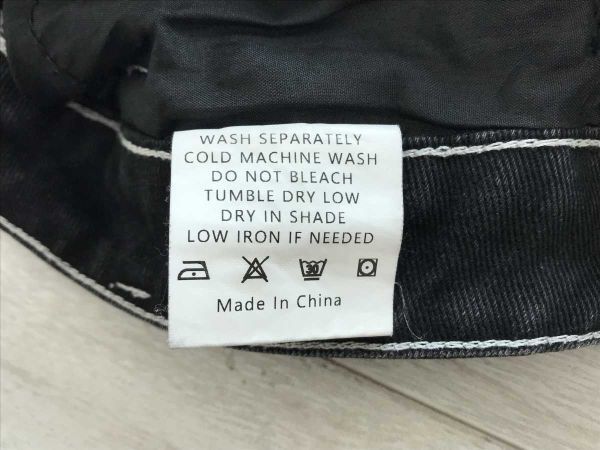 WASH SEPARATELY
COLD MACHINE WASH
DO NOT BLEACH
TUMBLE DRY LOW
DRY IN SHADE
LOW IRON IF NEEDED
30
Made In China